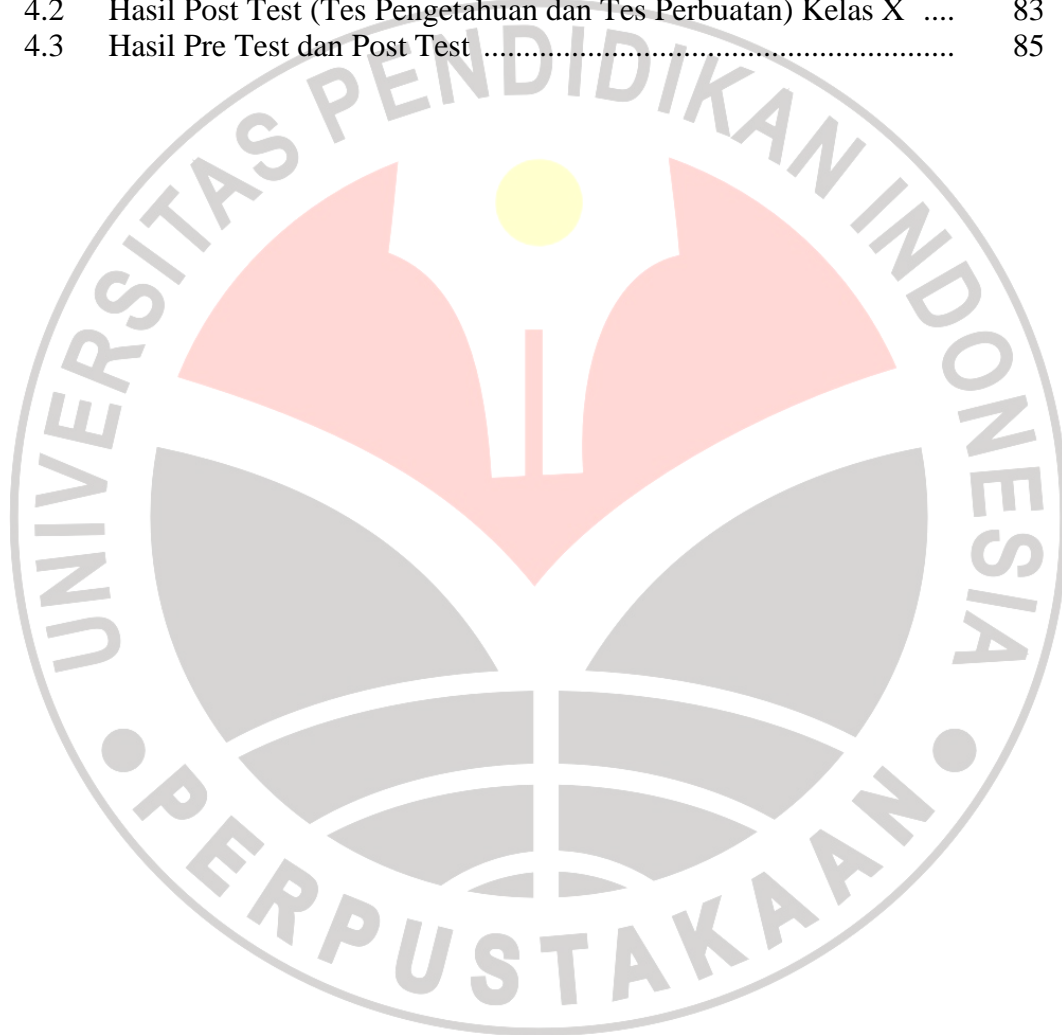 4.2 Hasil Post Test (Tes Pengetahuan dan Tes Perbuatan) Kelas X .... 83
4.3 Hasil Pre Test dan Post Test ...................................................................... 85
UNIVERSITAS PENDIDIKAN INDONESIA
PERPUSTAKAAN